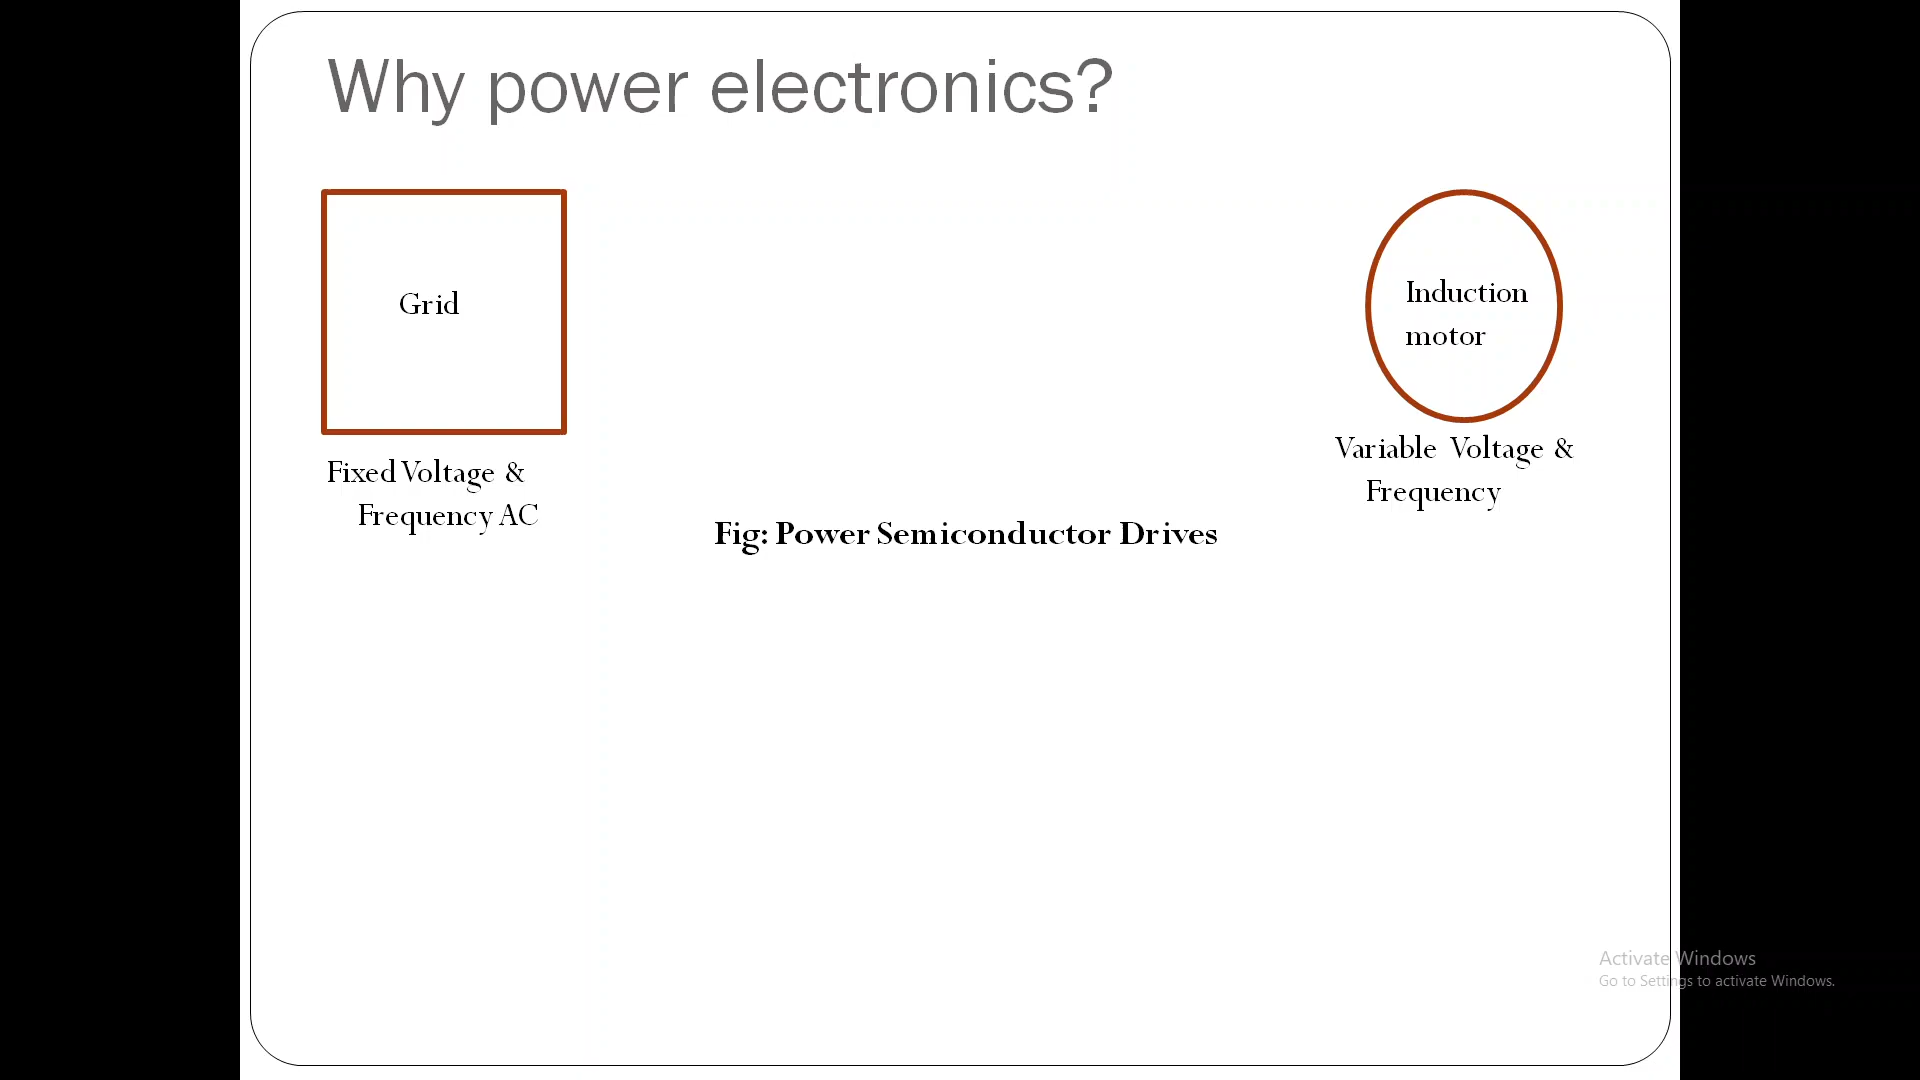 Why power electronics?
Grid
Induction
motor
Fixed Voltage &
Frequency AC
Variable Voltage &
Frequency
Fig: Power Semiconductor Drives
Activate Windows
Go to Settings to activate Windows.